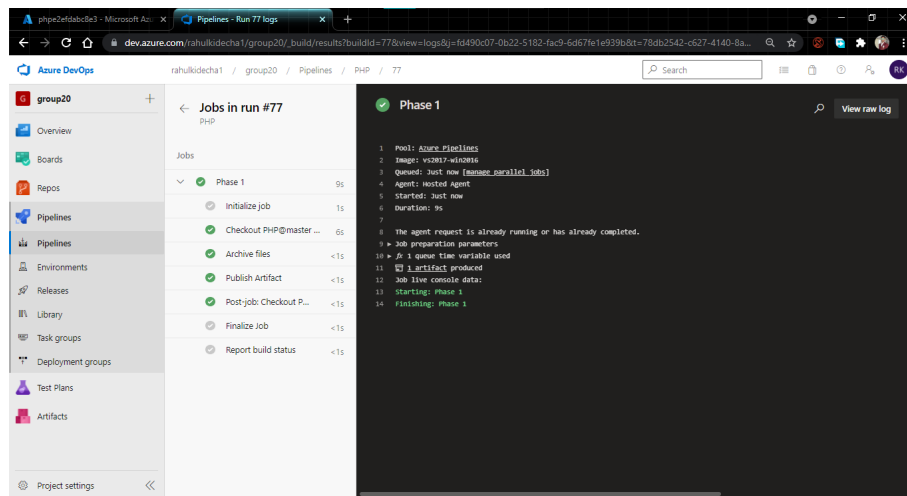 phpe2efdabc8e3 - Microsoft Azu
Pipelines - Run 77 logs
dev.azure.com/rahulkidecha1/group20/_build/results?buildId=77&view=logs&j=fd490c07-0b22-5182-fac9-6d67fe1e939b&t=78db2542-c627-4140-8a...
Azure DevOps
rahulkidecha1 / group20 / Pipelines / PHP / 77
Search
RK
G group20
Overview
Boards
Repos
Pipelines
Pipelines
Environments
Releases
Library
Task groups
Deployment groups
Test Plans
Artifacts
Project settings
Jobs in run #77
PHP
Jobs
Phase 1 9s
Initialize job 1s
Checkout PHP@master ... 6s
Archive files <1s
Publish Artifact <1s
Post-job: Checkout P... <1s
Finalize Job <1s
Report build status <1s
Phase 1
View raw log
1 Pool: Azure Pipelines
2 Image: vs2017-win2016
3 Queued: Just now [manage parallel jobs]
4 Agent: Hosted Agent
5 Started: Just now
6 Duration: 9s
7
8 The agent request is already running or has already completed.
9 Job preparation parameters
10 fx 1 queue time variable used
11 1 artifact produced
12 Job live console data:
13 Starting: Phase 1
14 Finishing: Phase 1